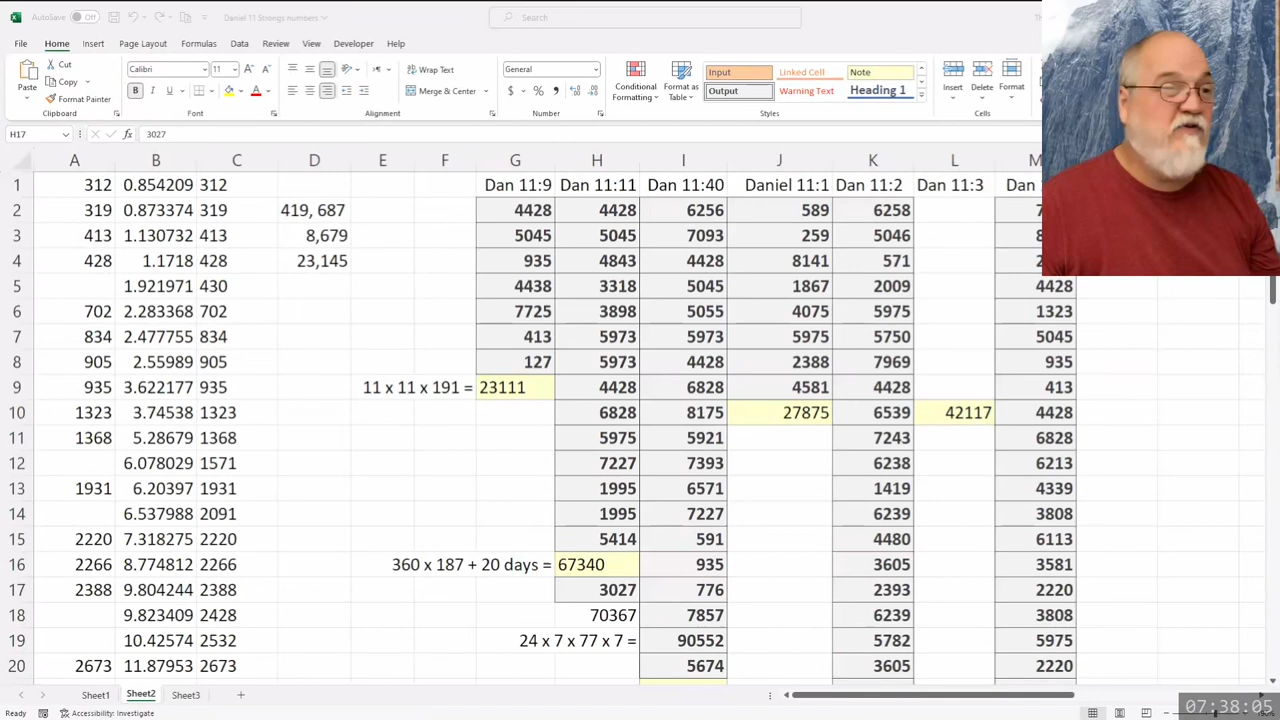 AutoSave Off Daniel 11 Strongs numbers Search
File Home Insert Page Layout Formulas Data Review View Developer Help
Paste Cut Copy Format Painter Clipboard
Calibri 11 B I U Font
Wrap Text Merge & Center Alignment
General $ % Number
Conditional Formatting Format as Table Input Linked Cell Note Output Warning Text Heading 1 Styles
Insert Delete Format Cells
H17 fx 3027
A B C D E F G H I J K L M
1 312 0.854209 312 Dan 11:9 Dan 11:11 Dan 11:40 Daniel 11:1 Dan 11:2 Dan 11:3 Dan
2 319 0.873374 319 419, 687 4428 4428 6256 589 6258
3 413 1.130732 413 8,679 5045 5045 7093 259 5046
4 428 1.1718 428 23,145 935 4843 4428 8141 571
5 1.921971 430 4438 3318 5045 1867 2009 4428
6 702 2.283368 702 7725 3898 5055 4075 5975 1323
7 834 2.477755 834 413 5973 5973 5975 5750 5045
8 905 2.55989 905 127 5973 4428 2388 7969 935
9 935 3.622177 935 11 x 11 x 191 = 23111 4428 6828 4581 4428 413
10 1323 3.74538 1323 6828 8175 27875 6539 42117 4428
11 1368 5.28679 1368 5975 5921 7243 6828
12 6.078029 1571 7227 7393 6238 6213
13 1931 6.20397 1931 1995 6571 1419 4339
14 6.537988 2091 1995 7227 6239 3808
15 2220 7.318275 2220 5414 591 4480 6113
16 2266 8.774812 2266 360 x 187 + 20 days = 67340 935 3605 3581
17 2388 9.804244 2388 3027 776 2393 2220
18 9.823409 2428 70367 7857 6239 3808
19 10.42574 2532 24 x 7 x 77 x 7 = 90552 5782 5975
20 2673 11.87953 2673 5674 3605 2220
Sheet1 Sheet2 Sheet3
Ready Accessibility: Investigate 07:38:05